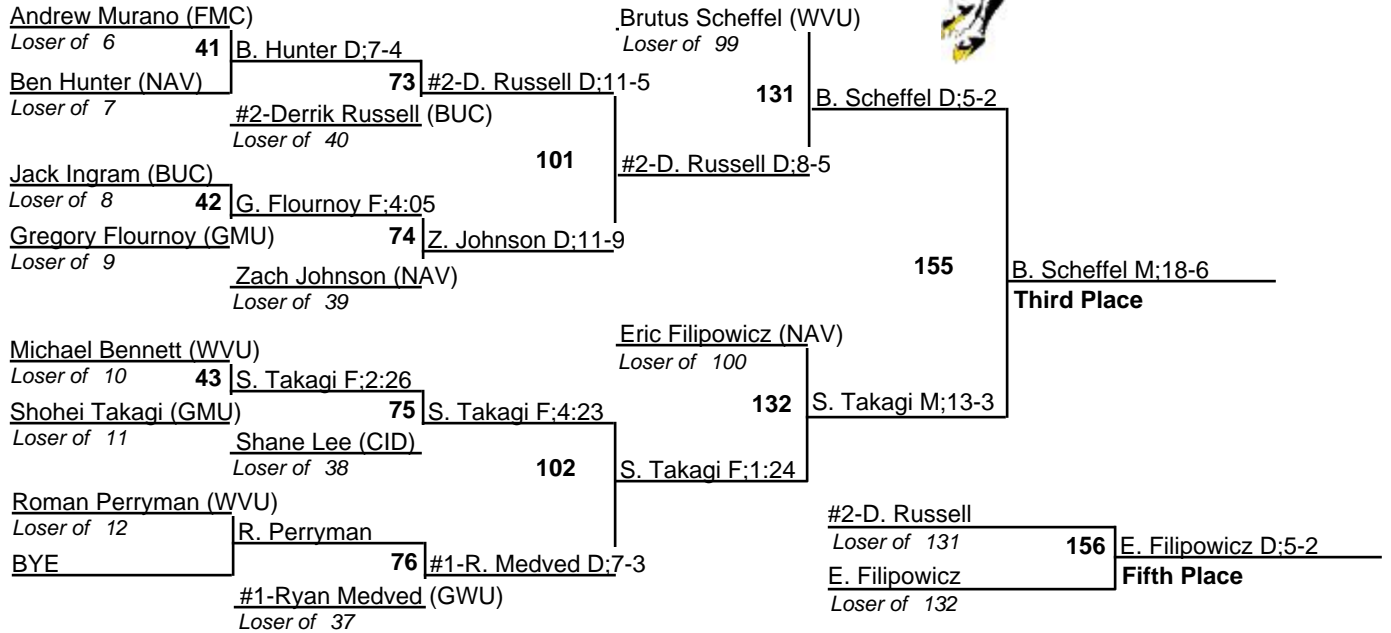 Andrew Murano (FMC)
Loser of 6
41
B. Hunter D;7-4
Ben Hunter (NAV)
Loser of 7
73
#2-D. Russell D;11-5
#2-Derrik Russell (BUC)
Loser of 40
Jack Ingram (BUC)
Loser of 8
42
G. Flournoy F;4:05
Gregory Flournoy (GMU)
Loser of 9
74
Z. Johnson D;11-9
Zach Johnson (NAV)
Loser of 39
101
#2-D. Russell D;8-5
Brutus Scheffel (WVU)
Loser of 99
131
B. Scheffel D;5-2
Michael Bennett (WVU)
Loser of 10
43
S. Takagi F;2:26
Shohei Takagi (GMU)
Loser of 11
75
S. Takagi F;4:23
Shane Lee (CID)
Loser of 38
Roman Perryman (WVU)
Loser of 12
R. Perryman
BYE
76
#1-R. Medved D;7-3
#1-Ryan Medved (GWU)
Loser of 37
102
S. Takagi F;1:24
Eric Filipowicz (NAV)
Loser of 100
132
S. Takagi M;13-3
155
B. Scheffel M;18-6
Third Place
#2-D. Russell
Loser of 131
156
E. Filipowicz D;5-2
E. Filipowicz
Fifth Place
Loser of 132